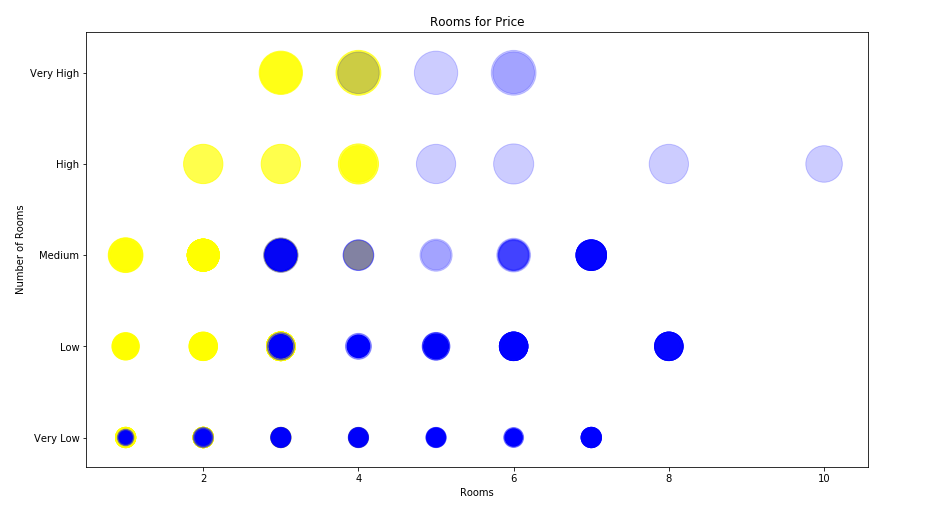 Rooms for Price
Number of Rooms
Very High
High
Medium
Low
Very Low
2 4 6 8 10
Rooms